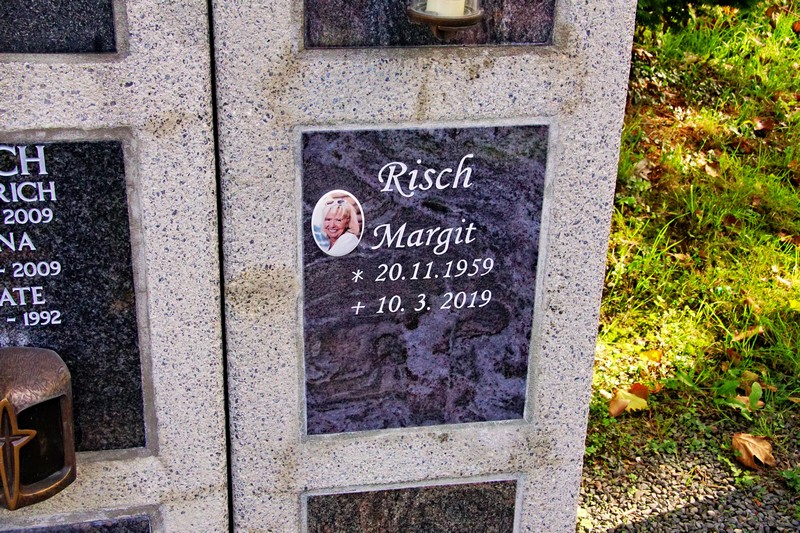 CH
RICH
2009
NA
- 2009
ATE
- 1992
Risch
Margit
* 20.11.1959
+ 10. 3. 2019